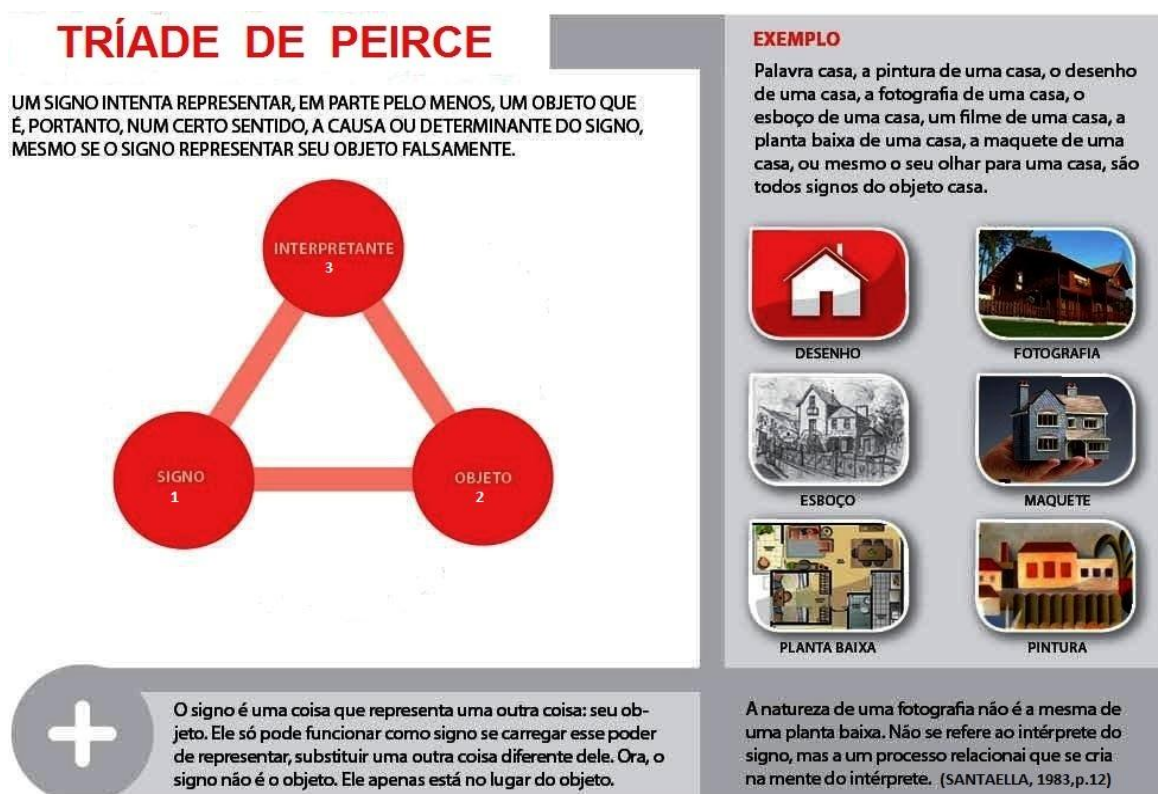 TRÍADE DE PEIRCE
UM SIGNO INTENTA REPRESENTAR, EM PARTE PELO MENOS, UM OBJETO QUE
É, PORTANTO, NUM CERTO SENTIDO, A CAUSA OU DETERMINANTE DO SIGNO,
MESMO SE O SIGNO REPRESENTAR SEU OBJETO FALSAMENTE.
INTERPRETANTE
3
SIGNO
1
OBJETO
2
EXEMPLO
Palavra casa, a pintura de uma casa, o desenho
de uma casa, a fotografia de uma casa, o
esboço de uma casa, um filme de uma casa, a
planta baixa de uma casa, a maquete de uma
casa, ou mesmo o seu olhar para uma casa, são
todos signos do objeto casa.
DESENHO
FOTOGRAFIA
ESBOÇO
MAQUETE
PLANTA BAIXA
PINTURA
O signo é uma coisa que representa uma outra coisa: seu ob-
jeto. Ele só pode funcionar como signo se carregar esse poder
de representar, substituir uma outra coisa diferente dele. Ora, o
signo não é o objeto. Ele apenas está no lugar do objeto.
A natureza de uma fotografia não é a mesma de
uma planta baixa. Não se refere ao intérprete do
signo, mas a um processo relacional que se cria
na mente do intérprete. (SANTAELLA, 1983,p.12)